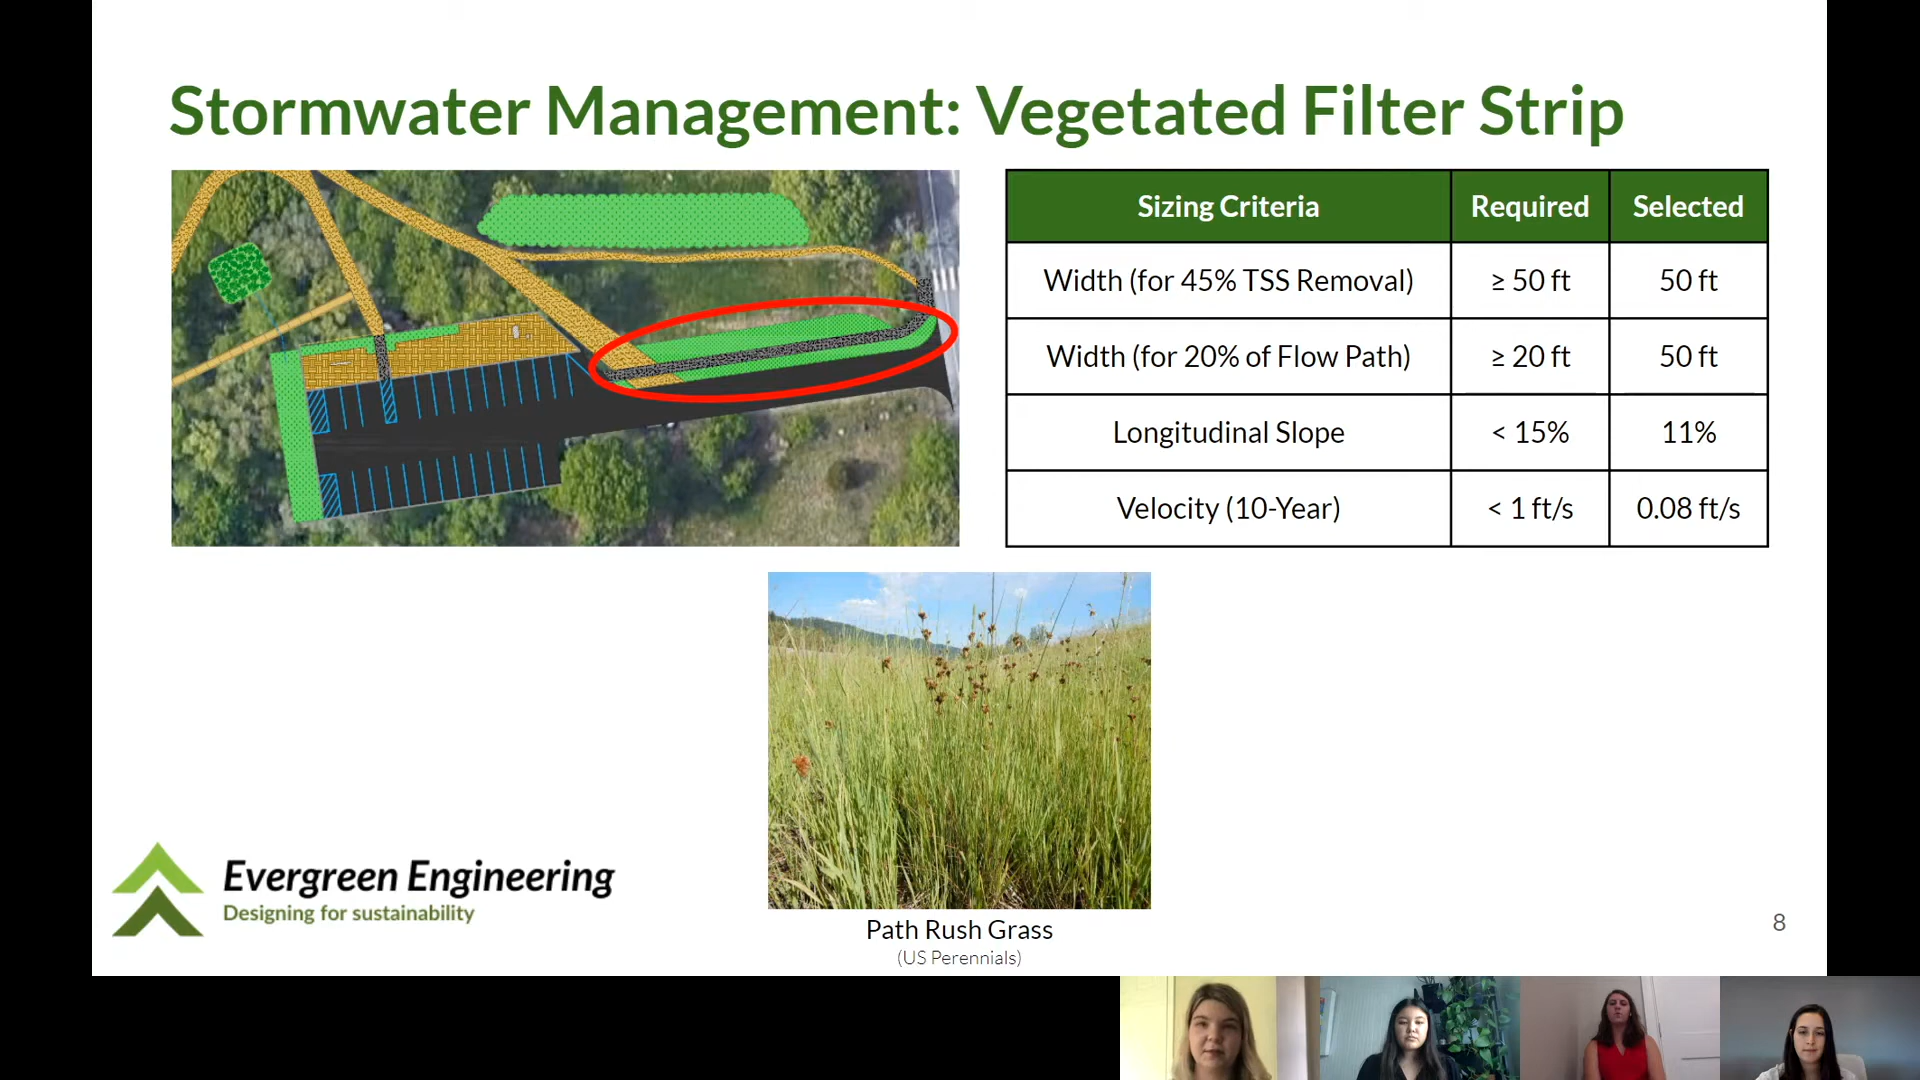 Stormwater Management: Vegetated Filter Strip
Sizing Criteria Required Selected
Width (for 45% TSS Removal) ≥ 50 ft 50 ft
Width (for 20% of Flow Path) ≥ 20 ft 50 ft
Longitudinal Slope < 15% 11%
Velocity (10-Year) < 1 ft/s 0.08 ft/s
Path Rush Grass
(US Perennials)
Evergreen Engineering
Designing for sustainability
8